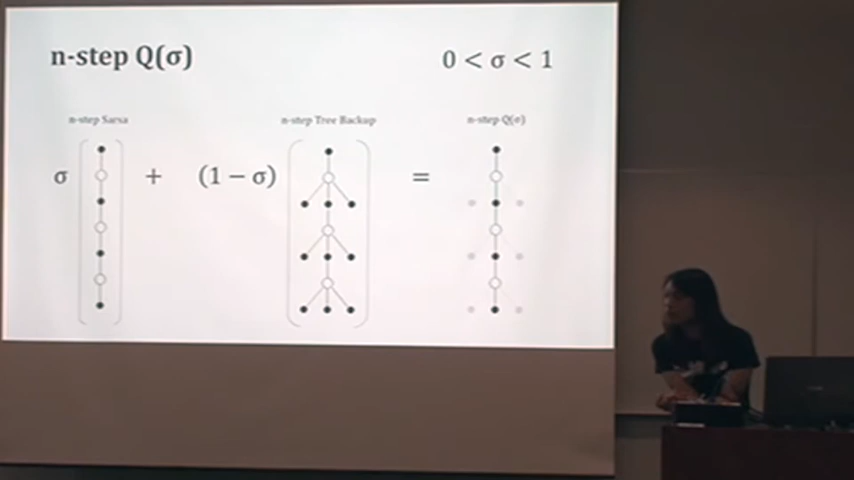 n-step Q(σ)
0 < σ < 1
n-step Sarsa
n-step Tree Backup
n-step Q(σ)
σ + (1 − σ) =